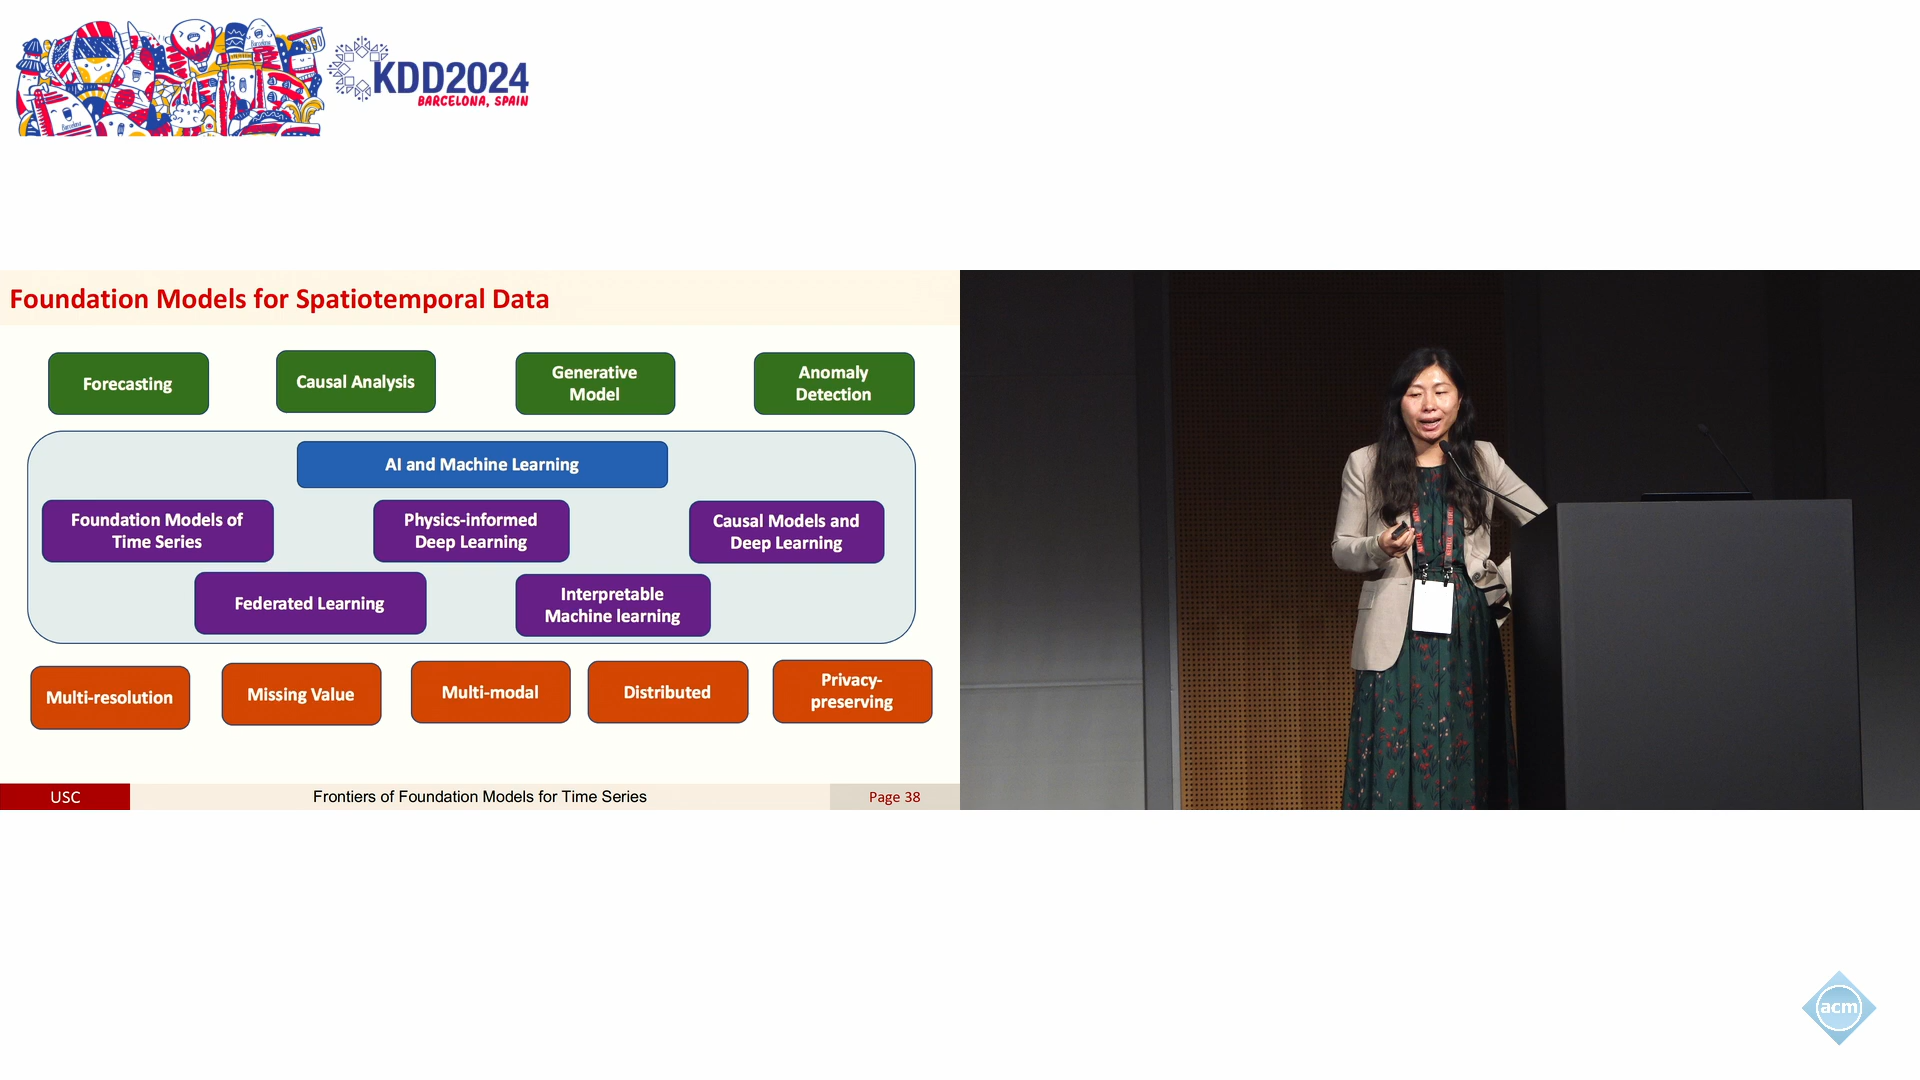 KDD2024
BARCELONA, SPAIN
Foundation Models for Spatiotemporal Data
Forecasting
Causal Analysis
Generative
Model
Anomaly
Detection
AI and Machine Learning
Foundation Models of
Time Series
Physics-informed
Deep Learning
Causal Models and
Deep Learning
Federated Learning
Interpretable
Machine learning
Multi-resolution
Missing Value
Multi-modal
Distributed
Privacy-
preserving
USC
Frontiers of Foundation Models for Time Series
Page 38
acm